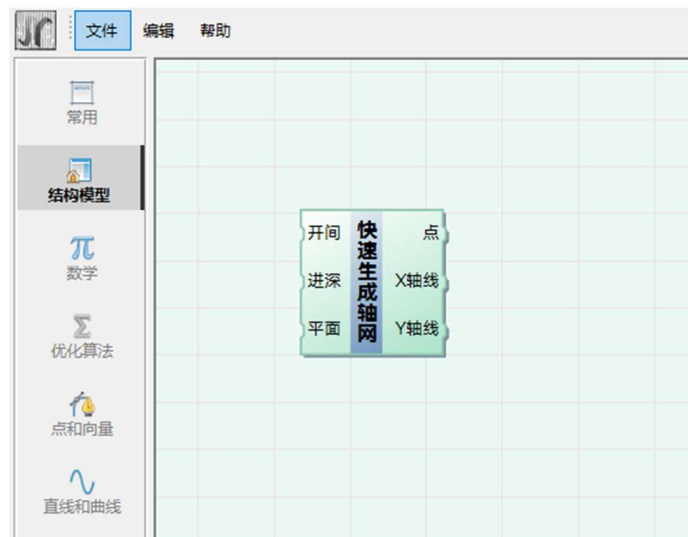 文件 编辑 帮助
常用
结构模型
数学
优化算法
点和向量
直线和曲线
开间
进深
平面
快速生成轴网
点
X轴线
Y轴线